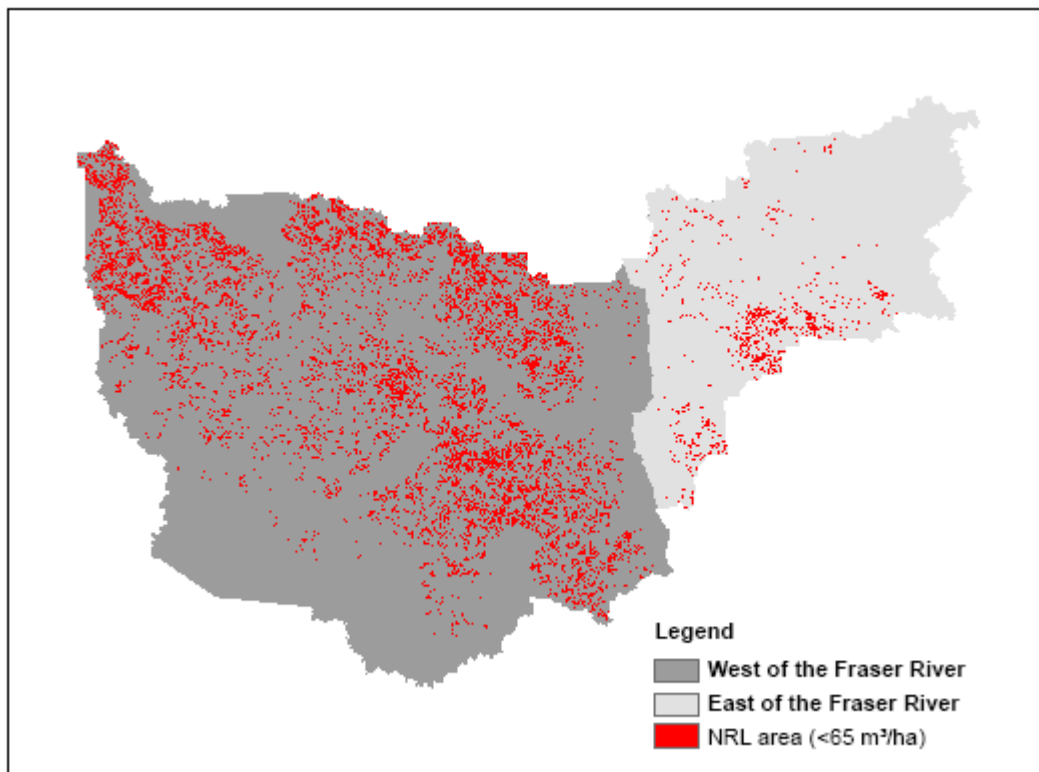 Legend
West of the Fraser River
East of the Fraser River
NRL area (<65 m³/ha)